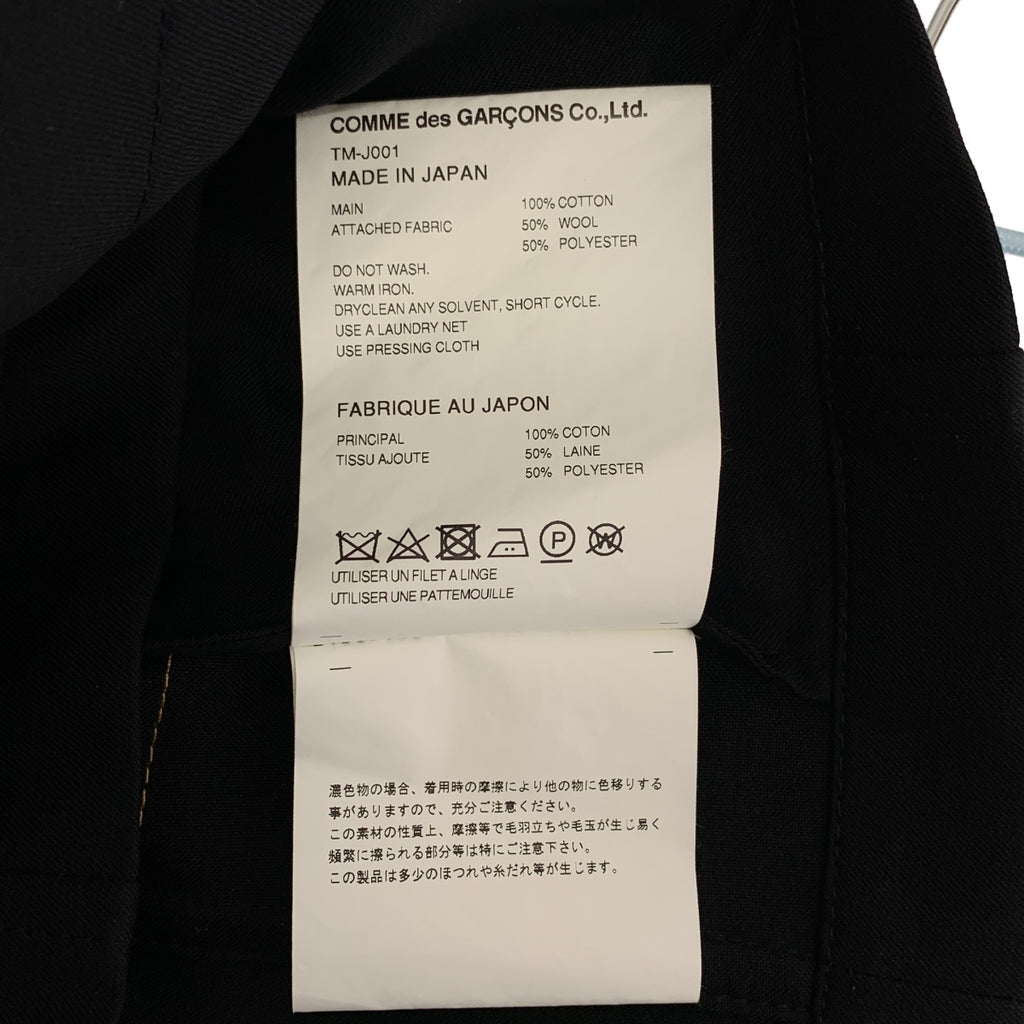 COMME des GARÇONS Co.,Ltd.
TM-J001
MADE IN JAPAN
MAIN 100% COTTON
ATTACHED FABRIC 50% WOOL
50% POLYESTER
DO NOT WASH.
WARM IRON.
DRYCLEAN ANY SOLVENT, SHORT CYCLE.
USE A LAUNDRY NET
USE PRESSING CLOTH
FABRIQUE AU JAPON
PRINCIPAL 100% COTON
TISSU AJOUTE 50% LAINE
50% POLYESTER
P W
UTILISER UN FILET A LINGE
UTILISER UNE PATTEMOUILLE
濃色物の場合、着用時の摩擦により他の物に色移りする
事がありますので、充分ご注意ください。
この素材の性質上、摩擦等で毛羽立ちや毛玉が生じ易く
頻繁に擦られる部分等は特にご注意下さい。
この製品は多少のほつれや糸だれ等が生じます。